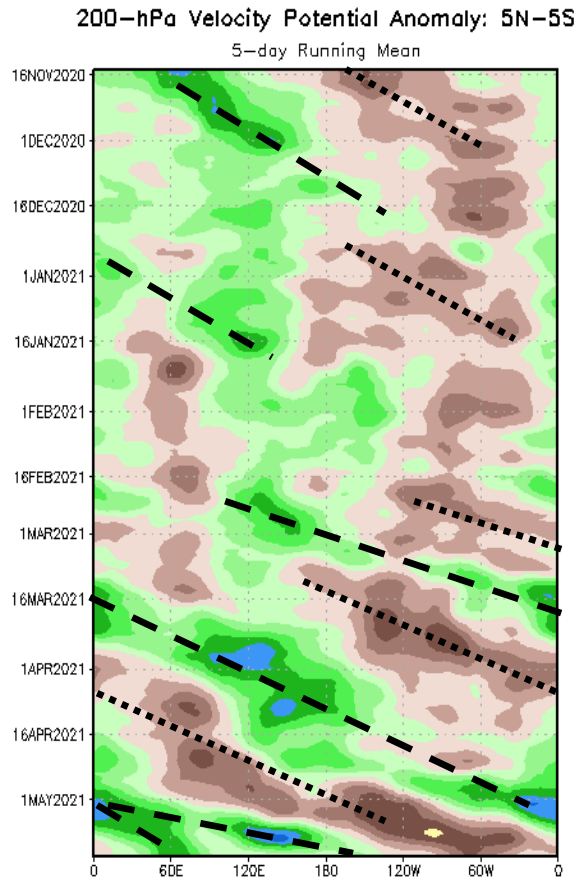 200-hPa Velocity Potential Anomaly: 5N-5S
5-day Running Mean
16NOV2020
1DEC2020
16DEC2020
1JAN2021
16JAN2021
1FEB2021
16FEB2021
1MAR2021
16MAR2021
1APR2021
16APR2021
1MAY2021
0 60E 120E 180 120W 60W 0